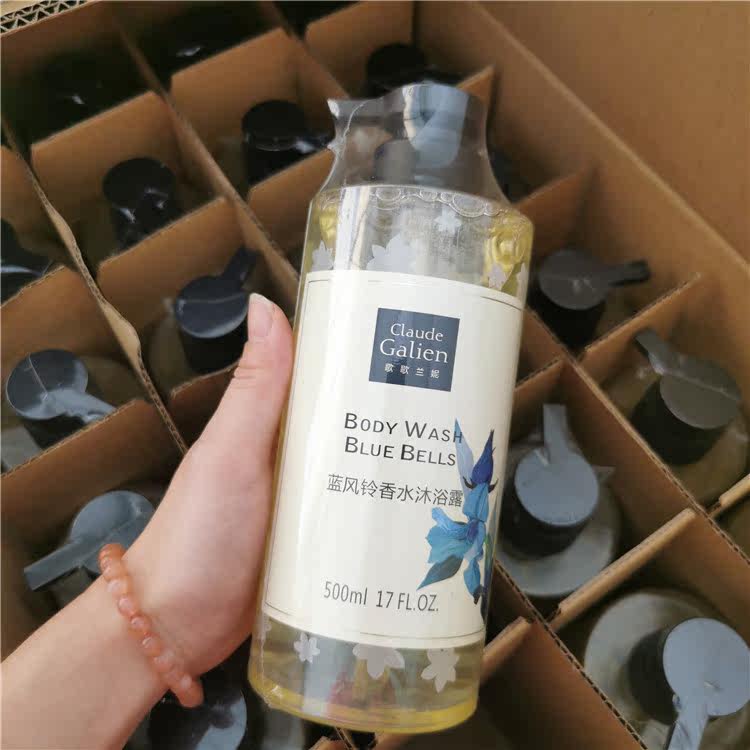 Claude
Galien
歌歌兰妮
BODY WASH
BLUE BELLS
蓝风铃香水沐浴露
500ml 17 FL.OZ.